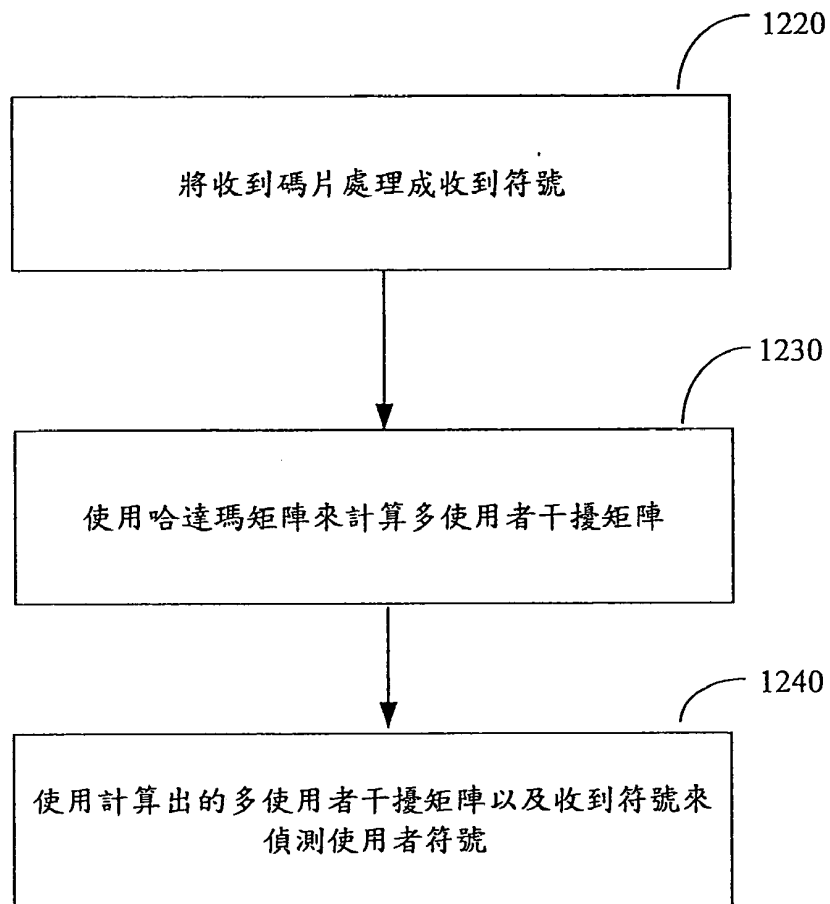 1220
將收到碼片處理成收到符號
1230
使用哈達瑪矩陣來計算多使用者干擾矩陣
1240
使用計算出的多使用者干擾矩陣以及收到符號來
偵測使用者符號